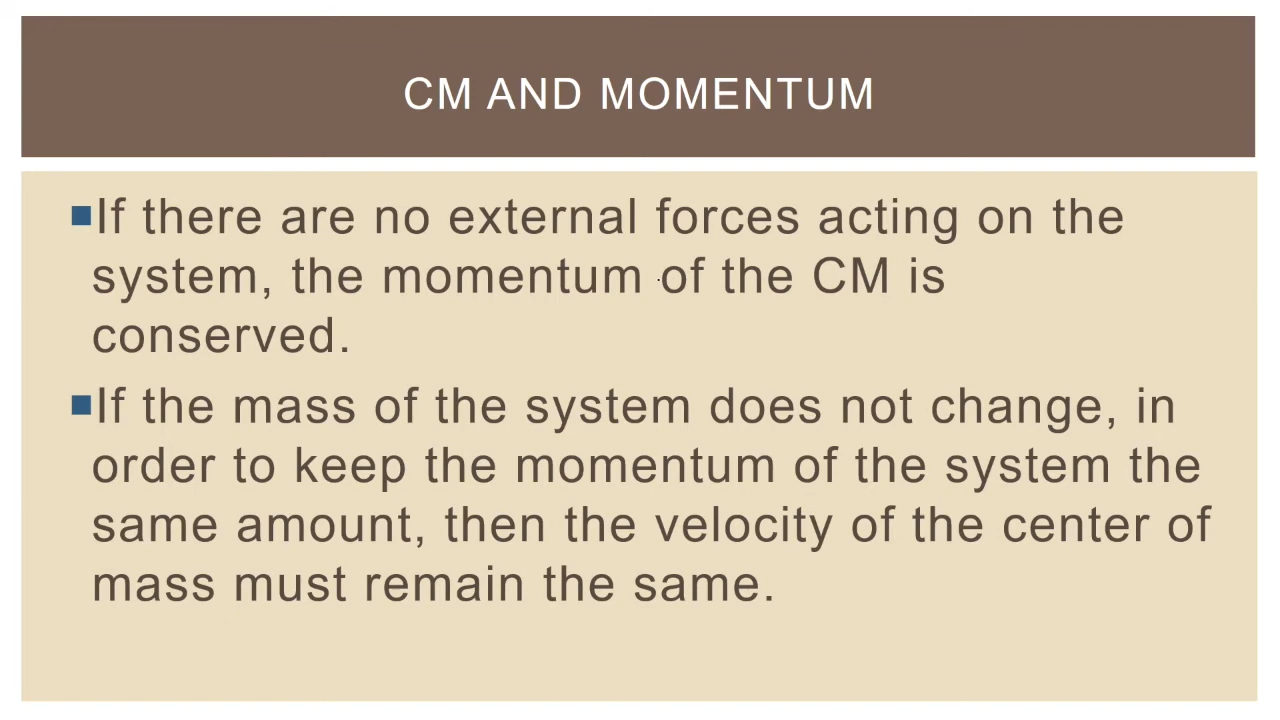 CM AND MOMENTUM
If there are no external forces acting on the
system, the momentum of the CM is
conserved.
If the mass of the system does not change, in
order to keep the momentum of the system the
same amount, then the velocity of the center of
mass must remain the same.